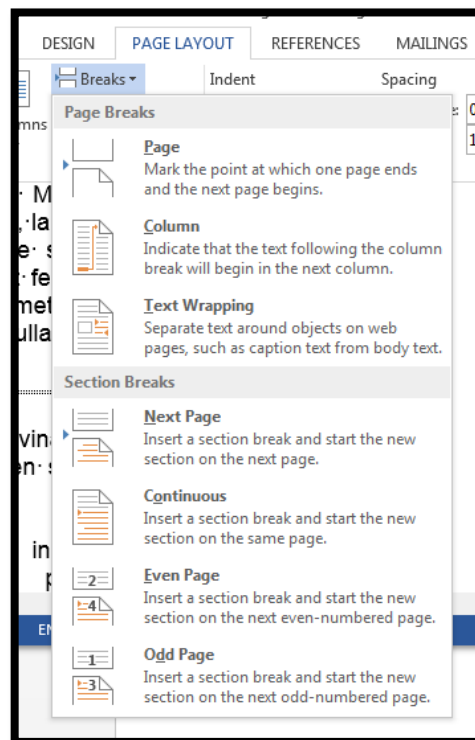 DESIGN PAGE LAYOUT REFERENCES MAILINGS
Breaks Indent Spacing
Page Breaks
Page
Mark the point at which one page ends
and the next page begins.
Column
Indicate that the text following the column
break will begin in the next column.
Text Wrapping
Separate text around objects on web
pages, such as caption text from body text.
Section Breaks
Next Page
Insert a section break and start the new
section on the next page.
Continuous
Insert a section break and start the new
section on the same page.
2
Even Page
4
Insert a section break and start the new
section on the next even-numbered page.
1
Odd Page
3
Insert a section break and start the new
section on the next odd-numbered page.